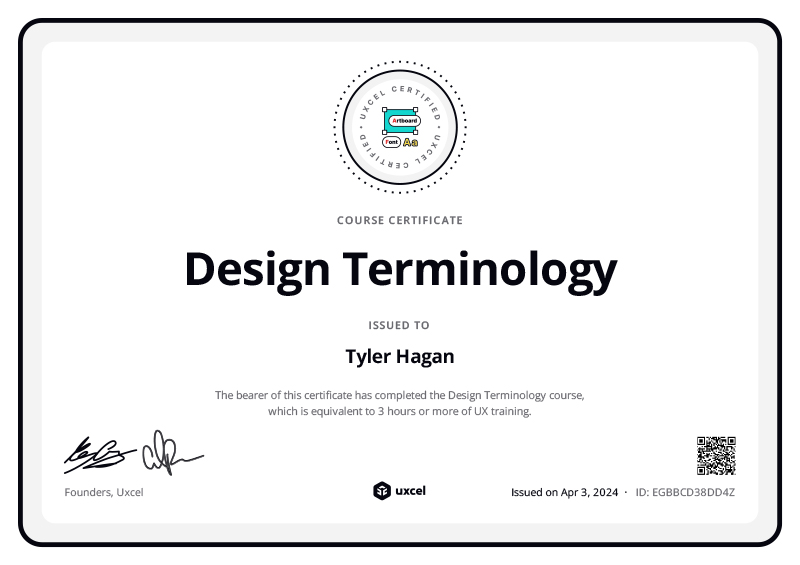 UXCEL CERTIFIED • UXCEL CERTIFIED •
Artboard
Font Aa
COURSE CERTIFICATE
Design Terminology
ISSUED TO
Tyler Hagan
The bearer of this certificate has completed the Design Terminology course,
which is equivalent to 3 hours or more of UX training.
Founders, Uxcel
uxcel
Issued on Apr 3, 2024 · ID: EGBBCD38DD4Z